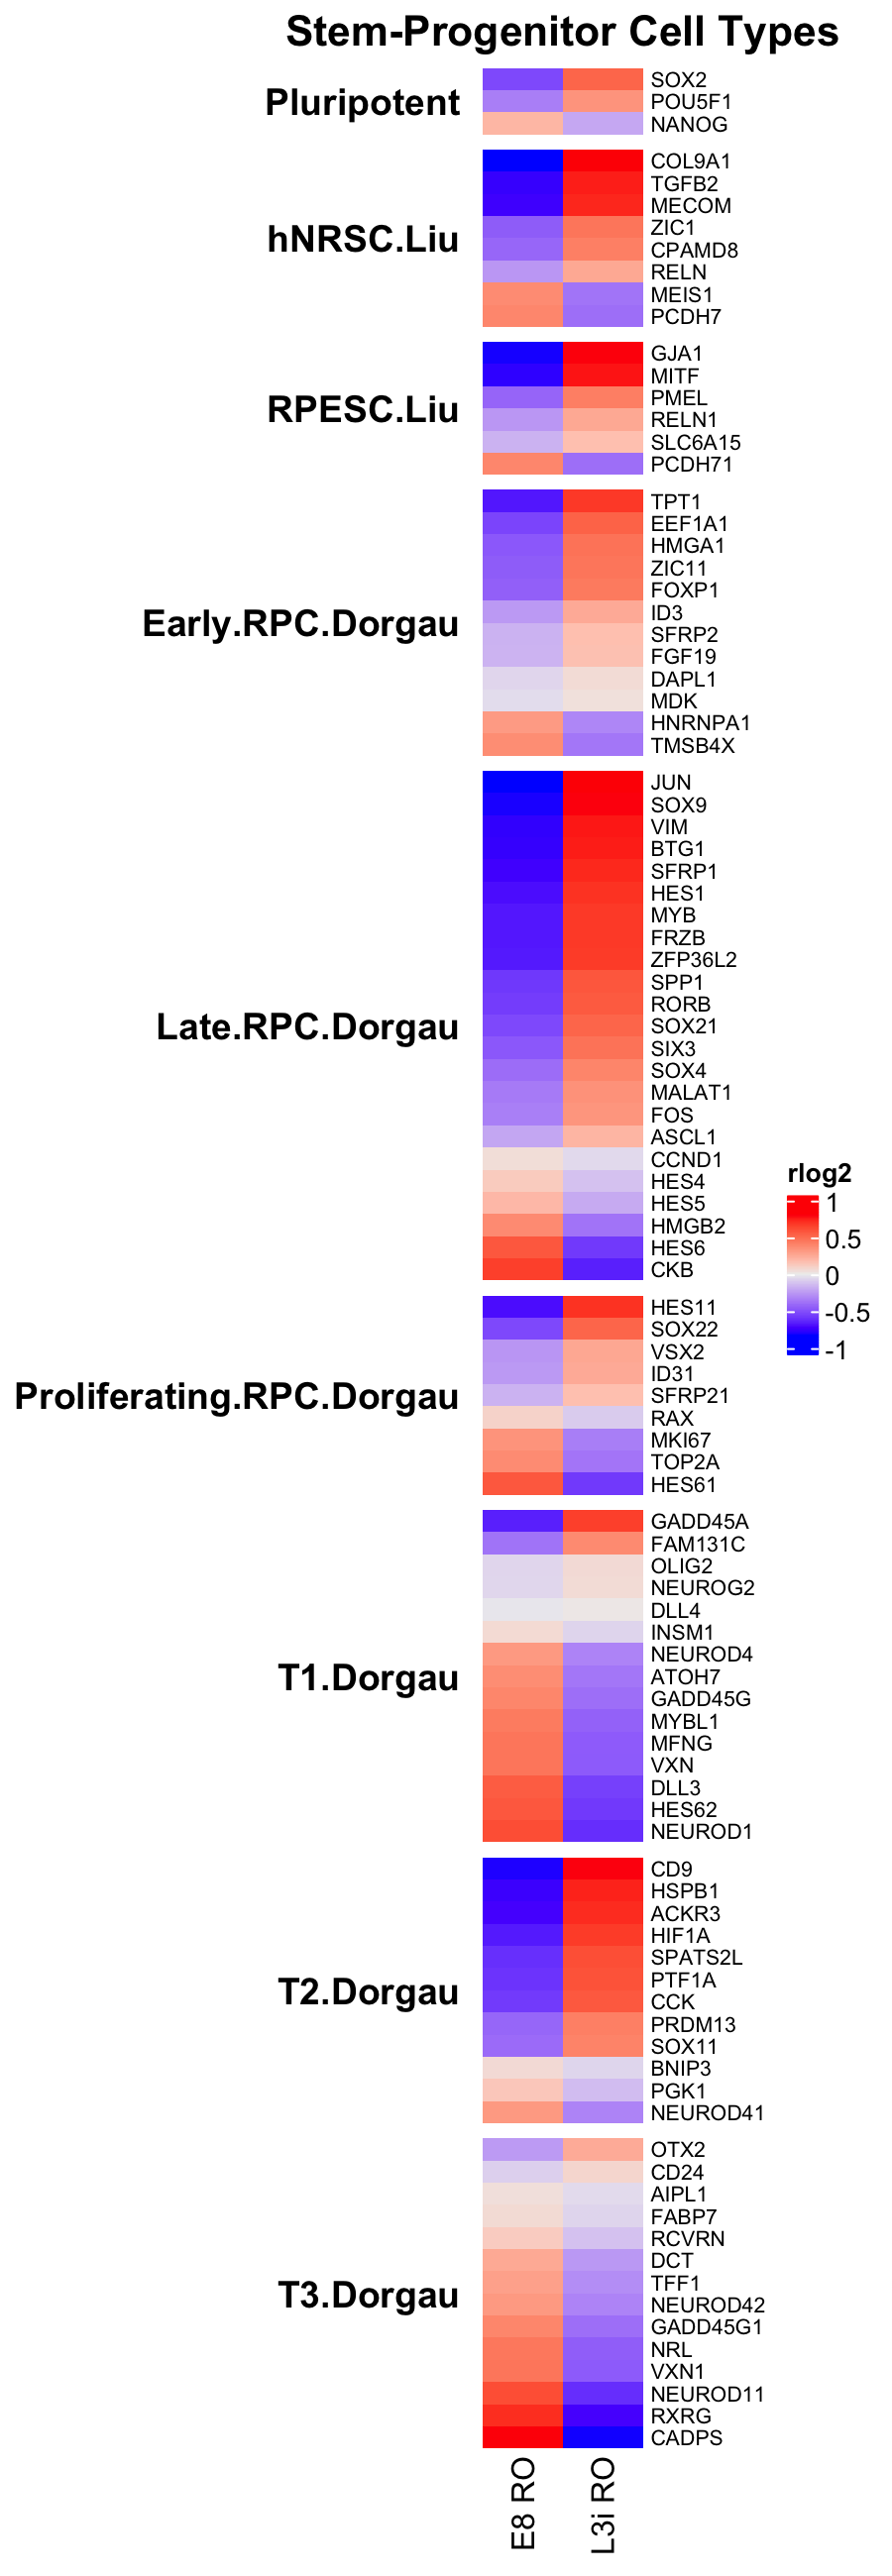 Stem-Progenitor Cell Types
Pluripotent
SOX2
POU5F1
NANOG
hNRSC.Liu
COL9A1
TGFB2
MECOM
ZIC1
CPAMD8
RELN
MEIS1
PCDH7
RPESC.Liu
GJA1
MITF
PMEL
RELN1
SLC6A15
PCDH71
Early.RPC.Dorgau
TPT1
EEF1A1
HMGA1
ZIC11
FOXP1
ID3
SFRP2
FGF19
DAPL1
MDK
HNRNPA1
TMSB4X
Late.RPC.Dorgau
JUN
SOX9
VIM
BTG1
SFRP1
HES1
MYB
FRZB
ZFP36L2
SPP1
RORB
SOX21
SIX3
SOX4
MALAT1
FOS
ASCL1
CCND1
HES4
HES5
HMGB2
HES6
CKB
rlog2
1
0.5
0
-0.5
-1
Proliferating.RPC.Dorgau
HES11
SOX22
VSX2
ID31
SFRP21
RAX
MKI67
TOP2A
HES61
T1.Dorgau
GADD45A
FAM131C
OLIG2
NEUROG2
DLL4
INSM1
NEUROD4
ATOH7
GADD45G
MYBL1
MFNG
VXN
DLL3
HES62
NEUROD1
T2.Dorgau
CD9
HSPB1
ACKR3
HIF1A
SPATS2L
PTF1A
CCK
PRDM13
SOX11
BNIP3
PGK1
NEUROD41
T3.Dorgau
OTX2
CD24
AIPL1
FABP7
RCVRN
DCT
TFF1
NEUROD42
GADD45G1
NRL
VXN1
NEUROD11
RXRG
CADPS
E8 RO
L3i RO